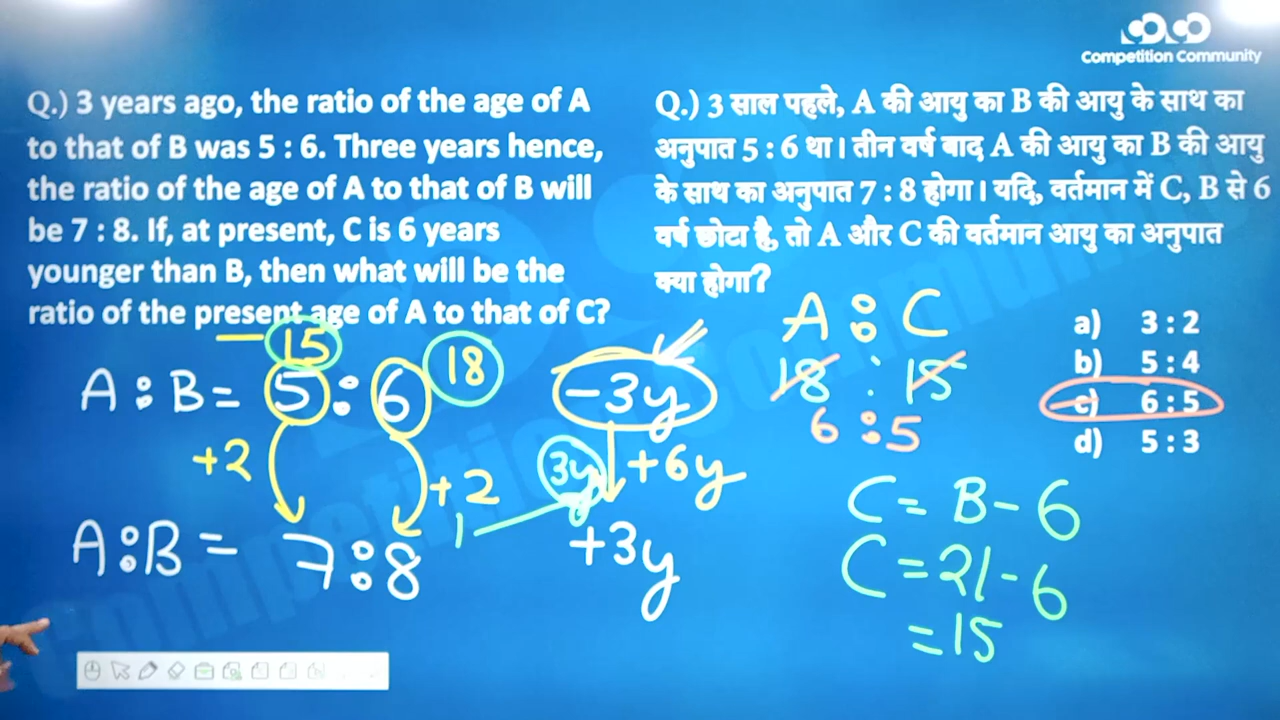 Competition Community
Q.) 3 years ago, the ratio of the age of A
to that of B was 5 : 6. Three years hence,
the ratio of the age of A to that of B will
be 7 : 8. If, at present, C is 6 years
younger than B, then what will be the
ratio of the present age of A to that of C?
Q.) 3 साल पहले, A की आयु का B की आयु के साथ का
अनुपात 5 : 6 था। तीन वर्ष बाद A की आयु का B की आयु
के साथ का अनुपात 7 : 8 होगा। यदि, वर्तमान में C, B से 6
वर्ष छोटा है, तो A और C की वर्तमान आयु का अनुपात
क्या होगा?
a) 3 : 2
b) 5 : 4
c) 6 : 5
d) 5 : 3
15
18
A : B = 5 : 6
-3y
+2
+2
1
3y
+6y
A : B = 7 : 8
+3y
A : C
18 : 15
6 : 5
C = B - 6
C = 21 - 6
= 15